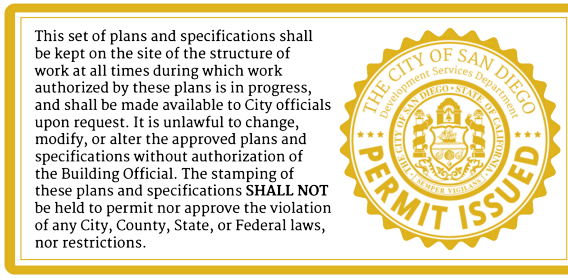 This set of plans and specifications shall
be kept on the site of the structure of
work at all times during which work
authorized by these plans is in progress,
and shall be made available to City officials
upon request. It is unlawful to change,
modify, or alter the approved plans and
specifications without authorization of
the Building Official. The stamping of
these plans and specifications SHALL NOT
be held to permit nor approve the violation
of any City, County, State, or Federal laws,
nor restrictions.
THE CITY OF SAN DIEGO
Development Services Department
THE CITY OF SAN DIEGO • STATE OF CALIFORNIA
SEMPER VIGILANS
PERMIT ISSUED